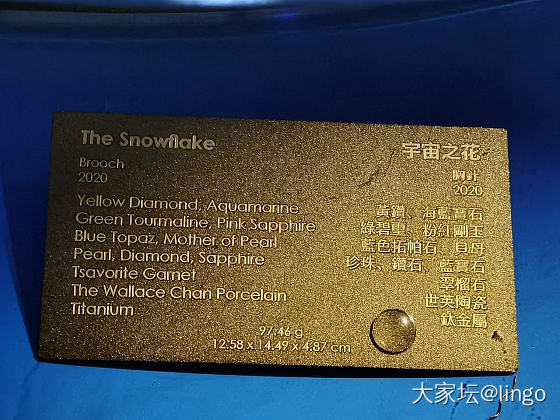 The Snowflake
Brooch
2020
Yellow Diamond, Aquamarine
Green Tourmaline, Pink Sapphire
Blue Topaz, Mother of Pearl
Pearl, Diamond, Sapphire
Tsavorite Garnet
The Wallace Chan Porcelain
Titanium
宇宙之花
胸針
2020
黃鑽、海藍寶石
綠碧璽、粉紅剛玉
藍色拓帕石、貝母
珍珠、鑽石、藍寶石
翠榴石
世英陶瓷
鈦金屬
97.46 g
12.58 x 14.49 x 4.87 cm
大家坛@lingo